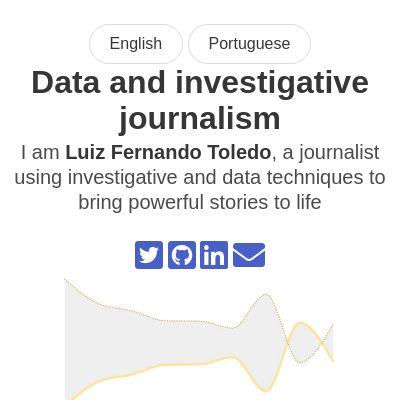 English Portuguese
Data and investigative
journalism
I am Luiz Fernando Toledo, a journalist
using investigative and data techniques to
bring powerful stories to life